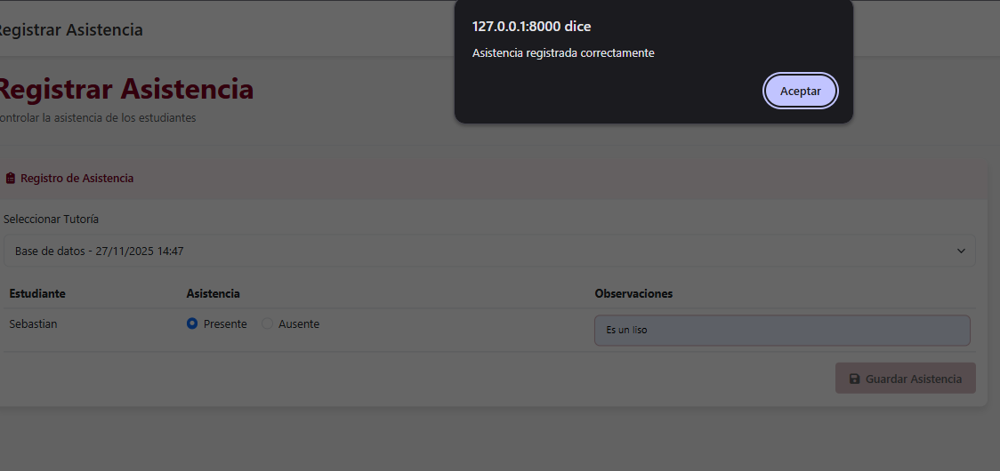 127.0.0.1:8000 dice
Asistencia registrada correctamente
Aceptar
egistrar Asistencia
Registrar Asistencia
ontrolar la asistencia de los estudiantes
Registro de Asistencia
Seleccionar Tutoría
Base de datos - 27/11/2025 14:47
Estudiante Asistencia Observaciones
Sebastian Presente Ausente Es un liso
Guardar Asistencia